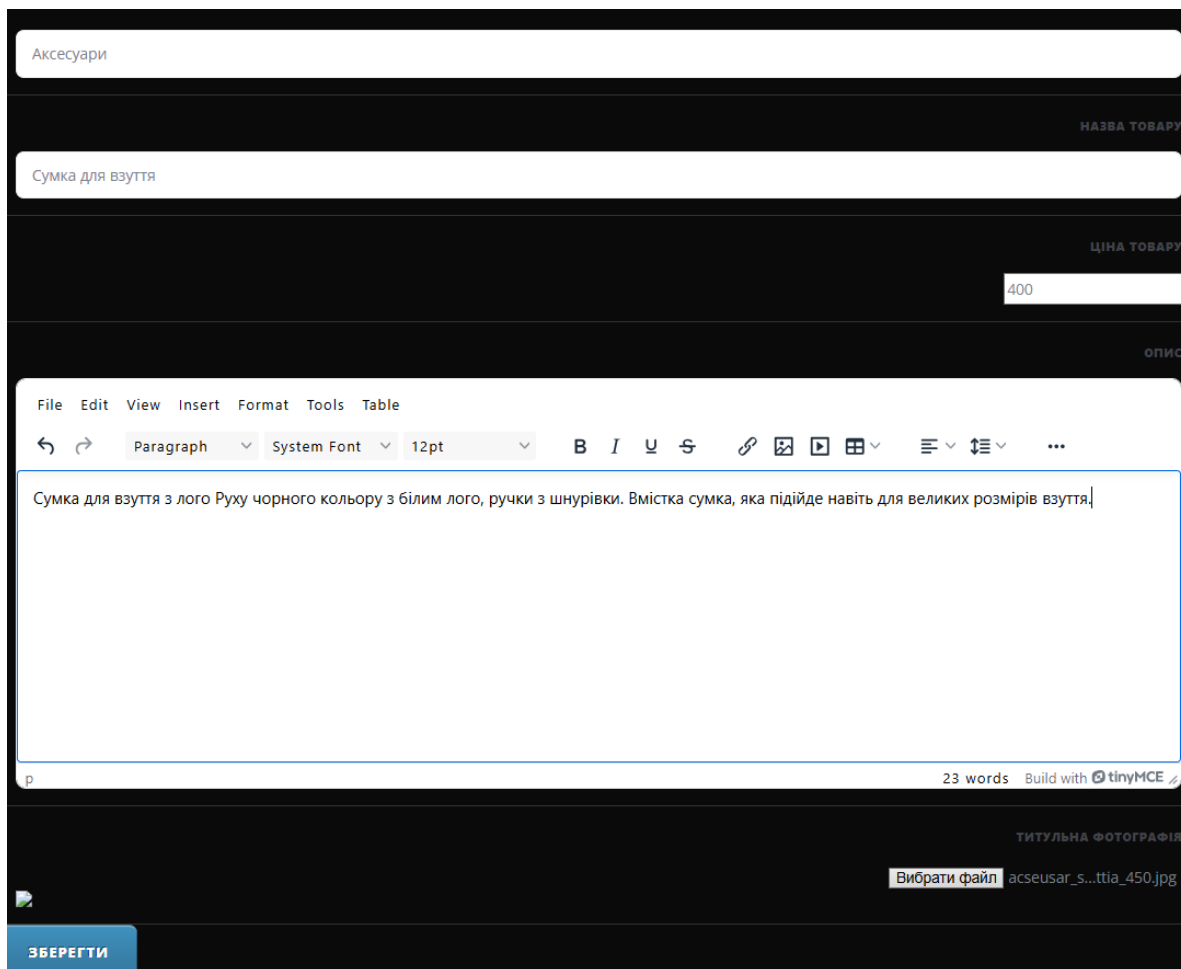 Аксесуари
НАЗВА ТОВАРУ
Сумка для взуття
ЦІНА ТОВАРУ
400
ОПИС
File Edit View Insert Format Tools Table
Paragraph System Font 12pt B I U S ...
Сумка для взуття з лого Руху чорного кольору з білим лого, ручки з шнурівки. Вмістка сумка, яка підійде навіть для великих розмірів взуття.
p 23 words Build with tinyMCE
ТИТУЛЬНА ФОТОГРАФІЯ
Вибрати файл acseusar_s...ttia_450.jpg
ЗБЕРЕГТИ